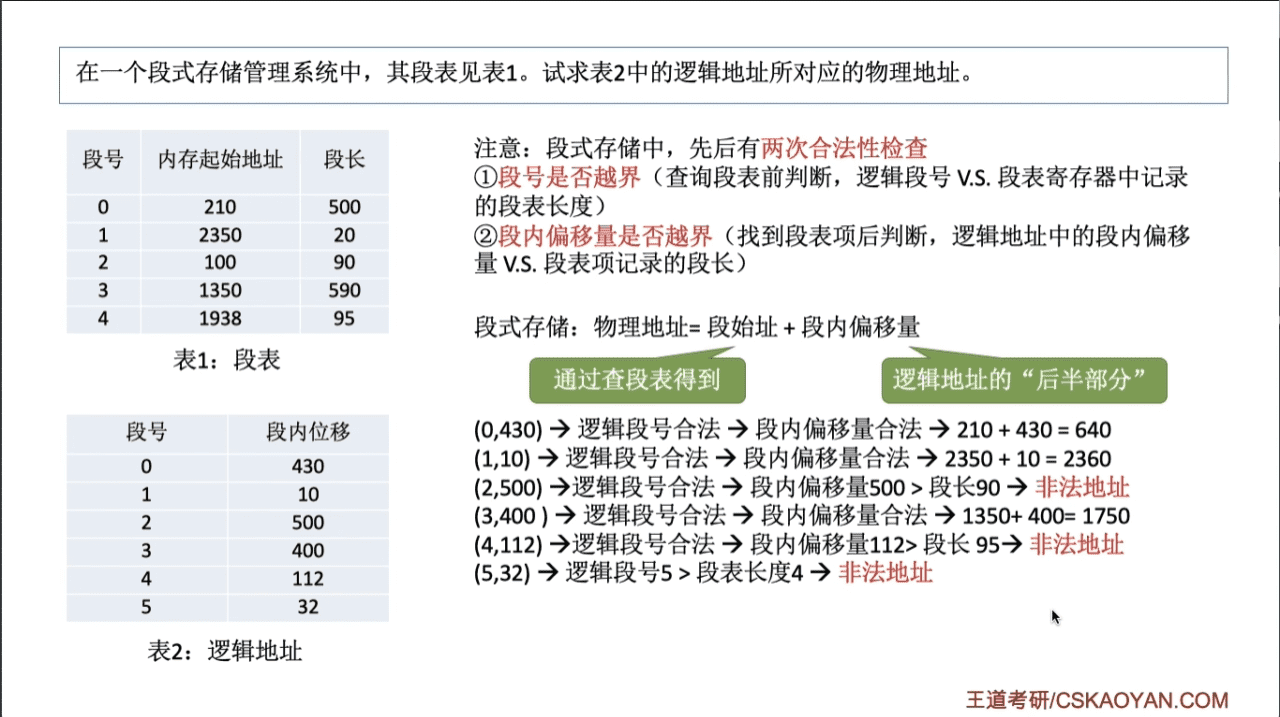 在一个段式存储管理系统中，其段表见表1。试求表2中的逻辑地址所对应的物理地址。
段号 内存起始地址 段长
0 210 500
1 2350 20
2 100 90
3 1350 590
4 1938 95
表1：段表
段号 段内位移
0 430
1 10
2 500
3 400
4 112
5 32
表2：逻辑地址
注意：段式存储中，先后有两次合法性检查
①段号是否越界（查询段表前判断，逻辑段号 V.S. 段表寄存器中记录
的段表长度）
②段内偏移量是否越界（找到段表项后判断，逻辑地址中的段内偏移
量 V.S. 段表项记录的段长）
段式存储：物理地址= 段始址 + 段内偏移量
通过查段表得到
逻辑地址的“后半部分”
(0,430) → 逻辑段号合法 → 段内偏移量合法 → 210 + 430 = 640
(1,10) → 逻辑段号合法 → 段内偏移量合法 → 2350 + 10 = 2360
(2,500) →逻辑段号合法 → 段内偏移量500 > 段长90 → 非法地址
(3,400 ) → 逻辑段号合法 → 段内偏移量合法 → 1350+ 400= 1750
(4,112) →逻辑段号合法 → 段内偏移量112> 段长 95→ 非法地址
(5,32) → 逻辑段号5 > 段表长度4 → 非法地址
王道考研/CSKAOYAN.COM